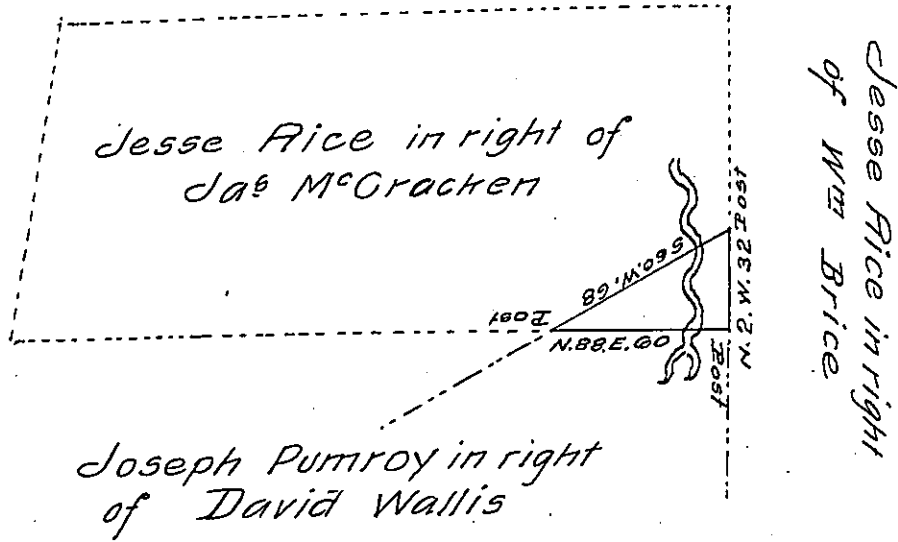 Jesse Rice in right of
Jas McCracken
Jesse Rice in right
of Wm Brice
Post
N.2.W.32
S60.W.68
Post
N.88.E.60
Post
Joseph Pumroy in right
of David Wallis